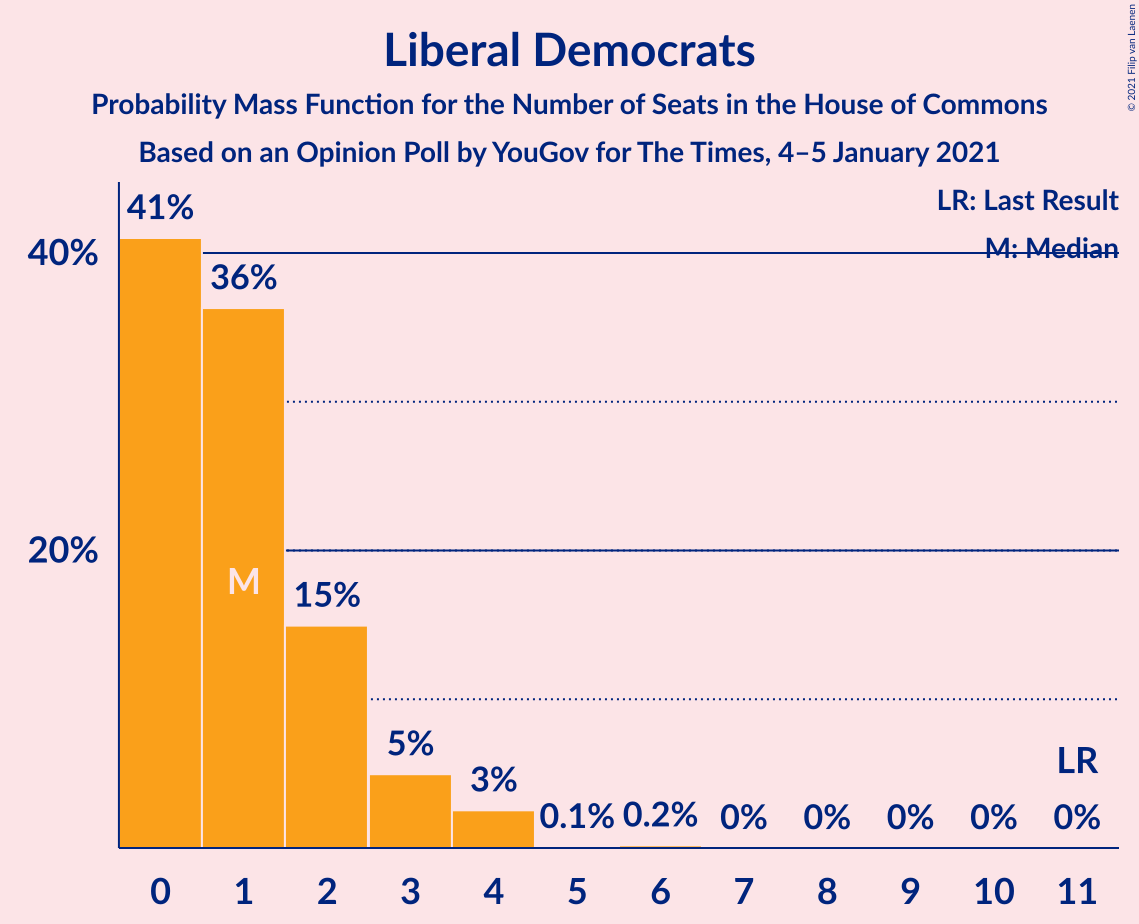 Liberal Democrats
Probability Mass Function for the Number of Seats in the House of Commons
Based on an Opinion Poll by YouGov for The Times, 4–5 January 2021
© 2021 Filip van Laenen
LR: Last Result
M: Median
41%
40%
36%
20%
M
15%
5%
3%
0.1%
0.2%
0%
0%
0%
0%
LR
0%
0 1 2 3 4 5 6 7 8 9 10 11